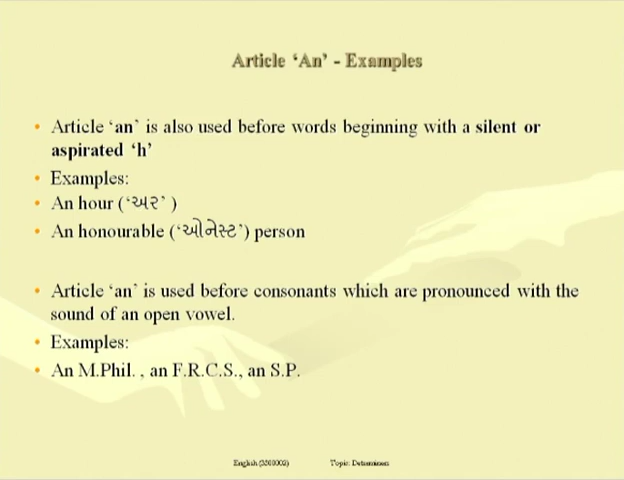 Article ‘An’ - Examples
• Article ‘an’ is also used before words beginning with a silent or
aspirated ‘h’
• Examples:
• An hour (‘અર’ )
• An honourable (‘ઓનેસ્ટ’) person
• Article ‘an’ is used before consonants which are pronounced with the
sound of an open vowel.
• Examples:
• An M.Phil. , an F.R.C.S., an S.P.
English Topic: Determiners